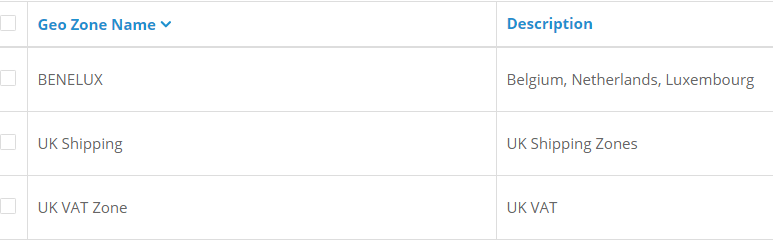 Geo Zone Name Description
BENELUX Belgium, Netherlands, Luxembourg
UK Shipping UK Shipping Zones
UK VAT Zone UK VAT